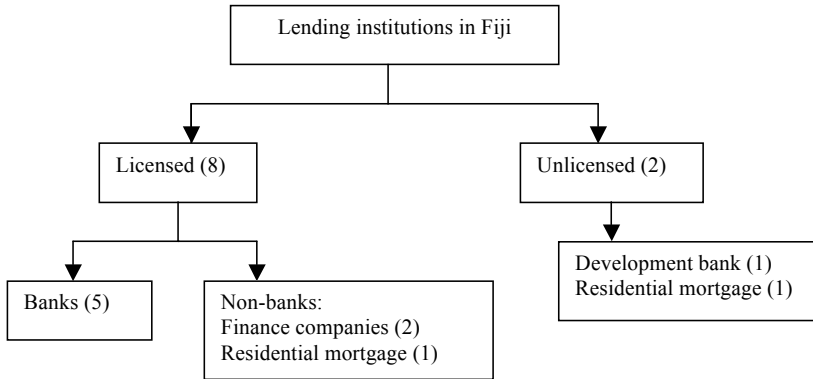 Lending institutions in Fiji
Licensed (8)
Unlicensed (2)
Banks (5)
Non-banks:
Finance companies (2)
Residential mortgage (1)
Development bank (1)
Residential mortgage (1)